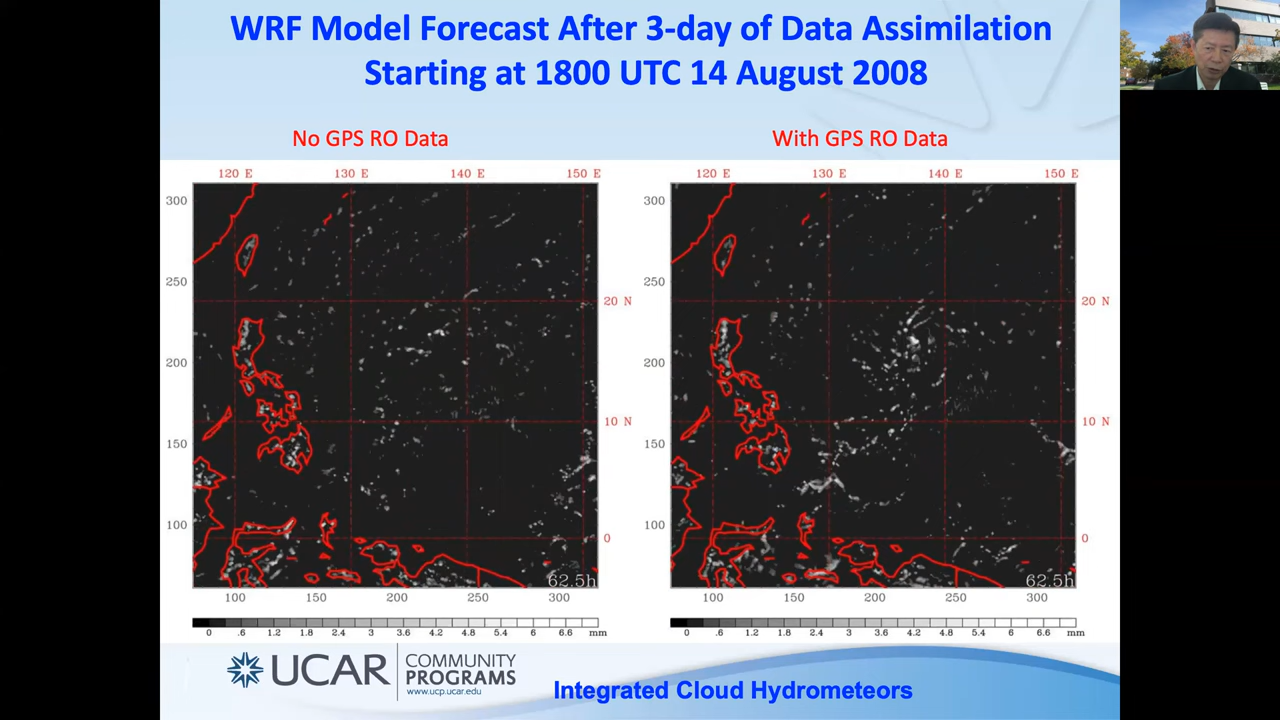 WRF Model Forecast After 3-day of Data Assimilation
Starting at 1800 UTC 14 August 2008
No GPS RO Data
With GPS RO Data
120 E 130 E 140 E 150 E
300
250
200
150
100
20 N
10 N
0
62.5h
100 150 200 250 300
0 .6 1.2 1.8 2.4 3 3.6 4.2 4.8 5.4 6 6.6 mm
120 E 130 E 140 E 150 E
300
250
200
150
100
20 N
10 N
0
62.5h
100 150 200 250 300
0 .6 1.2 1.8 2.4 3 3.6 4.2 4.8 5.4 6 6.6 mm
UCAR
COMMUNITY
PROGRAMS
www.ucp.ucar.edu
Integrated Cloud Hydrometeors